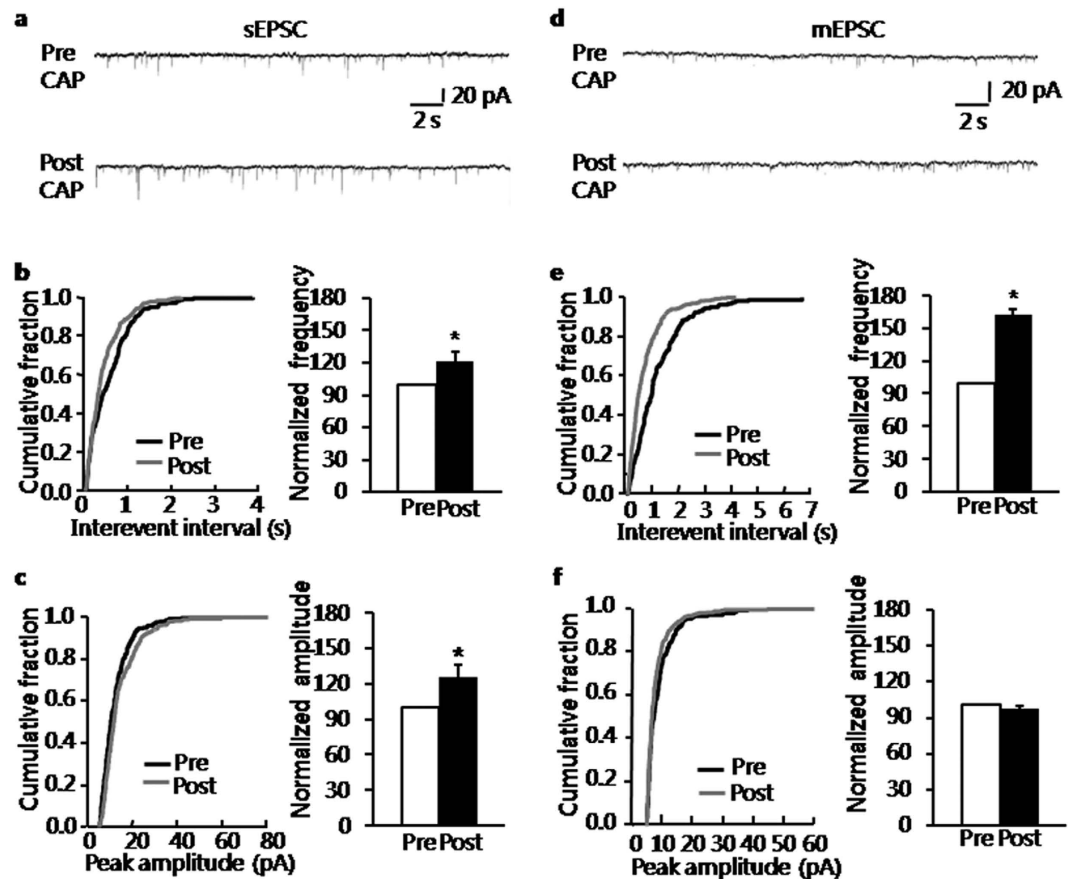 a
sEPSC
Pre
CAP
20 pA
2 s
Post
CAP
d
mEPSC
Pre
CAP
20 pA
2 s
Post
CAP
b
Cumulative fraction
1.0
0.8
0.6
0.4
0.2
0.0
Pre
Post
0 1 2 3 4
Interevent interval (s)
Normalized frequency
180
150
120
90
60
30
0
*
Pre Post
e
Cumulative fraction
1.0
0.8
0.6
0.4
0.2
0.0
Pre
Post
0 1 2 3 4 5 6 7
Interevent interval (s)
Normalized frequency
180
150
120
90
60
30
0
*
Pre Post
c
Cumulative fraction
1.0
0.8
0.6
0.4
0.2
0.0
Pre
Post
0 20 40 60 80
Peak amplitude (pA)
Normalized amplitude
180
150
120
90
60
30
0
*
Pre Post
f
Cumulative fraction
1.0
0.8
0.6
0.4
0.2
0.0
Pre
Post
0 10 20 30 40 50 60
Peak amplitude (pA)
Normalized amplitude
180
150
120
90
60
30
0
Pre Post